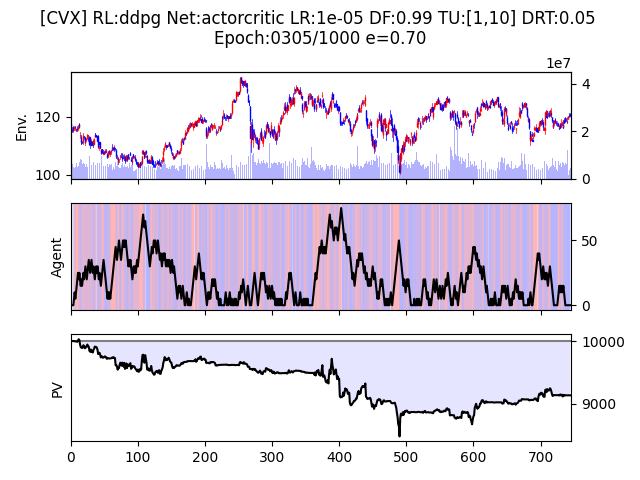 [CVX] RL:ddpg Net:actorcritic LR:1e-05 DF:0.99 TU:[1,10] DRT:0.05
Epoch:0305/1000 e=0.70
1e7
Env.
120
100
4
2
0
Agent
50
0
PV
10000
9000
0 100 200 300 400 500 600 700